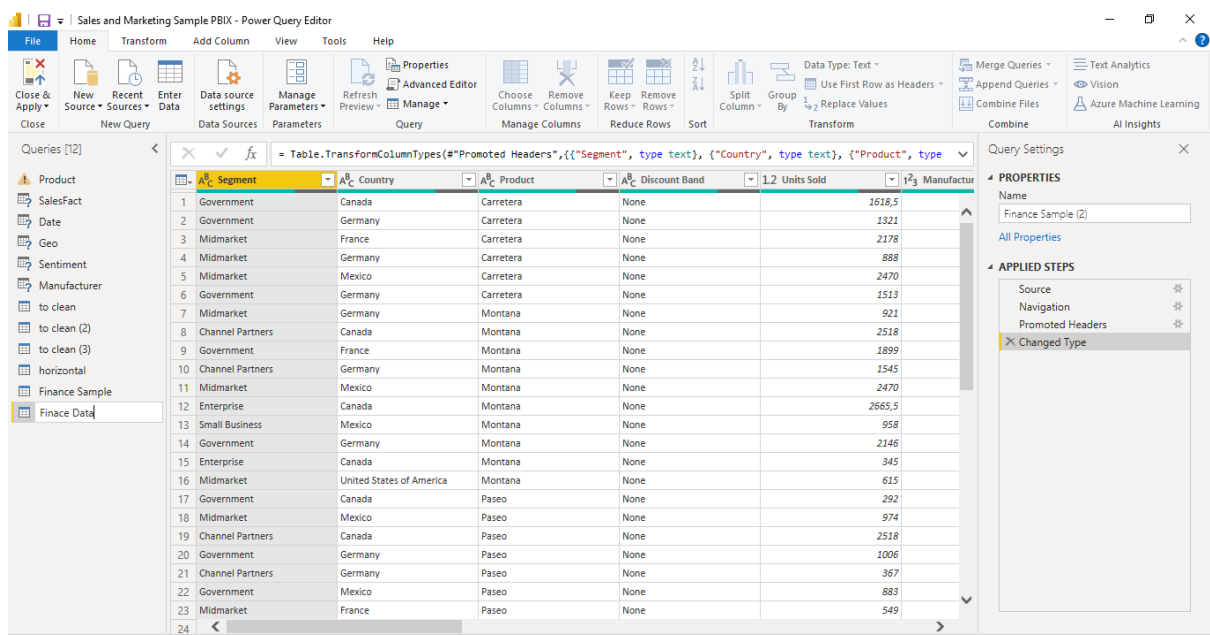 Sales and Marketing Sample PBIX - Power Query Editor
File Home Transform Add Column View Tools Help
Close & Apply
New Source
Recent Sources
Enter Data
Data source settings
Manage Parameters
Refresh Preview
Properties
Advanced Editor
Manage
Choose Columns
Remove Columns
Keep Rows
Remove Rows
Split Column
Group By
Data Type: Text
Use First Row as Headers
Replace Values
Merge Queries
Append Queries
Combine Files
Text Analytics
Vision
Azure Machine Learning
Close New Query Data Sources Parameters Query Manage Columns Reduce Rows Sort Transform Combine AI Insights
Queries [12]
Product
SalesFact
Date
Geo
Sentiment
Manufacturer
to clean
to clean (2)
to clean (3)
horizontal
Finance Sample
Finace Data
fx = Table.TransformColumnTypes(#"Promoted Headers",{{"Segment", type text}, {"Country", type text}, {"Product", type
ABC Segment ABC Country ABC Product ABC Discount Band 1.2 Units Sold 123 Manufactur
1 Government Canada Carretera None 1618,5
2 Government Germany Carretera None 1321
3 Midmarket France Carretera None 2178
4 Midmarket Germany Carretera None 888
5 Midmarket Mexico Carretera None 2470
6 Government Germany Carretera None 1513
7 Midmarket Germany Montana None 921
8 Channel Partners Canada Montana None 2518
9 Government France Montana None 1899
10 Channel Partners Germany Montana None 1545
11 Midmarket Mexico Montana None 2470
12 Enterprise Canada Montana None 2665,5
13 Small Business Mexico Montana None 958
14 Government Germany Montana None 2146
15 Enterprise Canada Montana None 345
16 Midmarket United States of America Montana None 615
17 Government Canada Paseo None 292
18 Midmarket Mexico Paseo None 974
19 Channel Partners Canada Paseo None 2518
20 Government Germany Paseo None 1006
21 Channel Partners Germany Paseo None 367
22 Government Mexico Paseo None 883
23 Midmarket France Paseo None 549
24
Query Settings
PROPERTIES
Name
Finance Sample (2)
All Properties
APPLIED STEPS
Source
Navigation
Promoted Headers
Changed Type